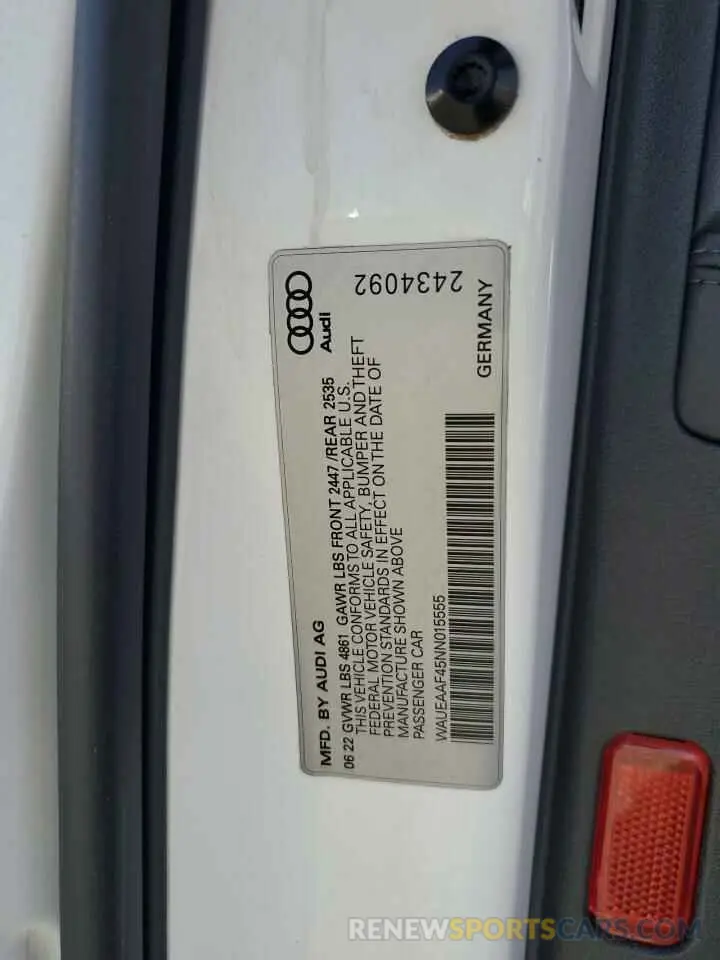 Audi
2434092
MFD. BY AUDI AG
06 22 GVWR LBS 4861 GAWR LBS FRONT 2447 /REAR 2535
THIS VEHICLE CONFORMS TO ALL APPLICABLE U.S.
FEDERAL MOTOR VEHICLE SAFETY, BUMPER AND THEFT
PREVENTION STANDARDS IN EFFECT ON THE DATE OF
MANUFACTURE SHOWN ABOVE
PASSENGER CAR
WAUEAAF45NN015555
GERMANY
RENEWSPORTSCARS.COM